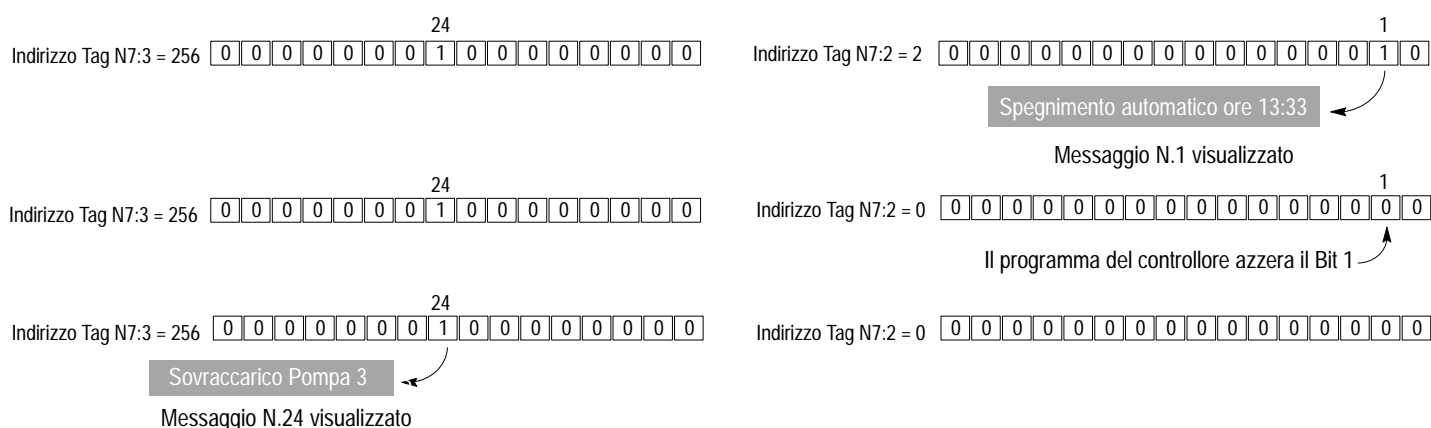 24
Indirizzo Tag N7:3 = 256 0 0 0 0 0 0 0 1 0 0 0 0 0 0 0 0
1
Indirizzo Tag N7:2 = 2 0 0 0 0 0 0 0 0 0 0 0 0 0 0 1 0
Spegnimento automatico ore 13:33
Messaggio N.1 visualizzato
24
Indirizzo Tag N7:3 = 256 0 0 0 0 0 0 0 1 0 0 0 0 0 0 0 0
1
Indirizzo Tag N7:2 = 0 0 0 0 0 0 0 0 0 0 0 0 0 0 0 0 0
Il programma del controllore azzera il Bit 1
24
Indirizzo Tag N7:3 = 256 0 0 0 0 0 0 0 1 0 0 0 0 0 0 0 0
Indirizzo Tag N7:2 = 0 0 0 0 0 0 0 0 0 0 0 0 0 0 0 0 0
Sovraccarico Pompa 3
Messaggio N.24 visualizzato